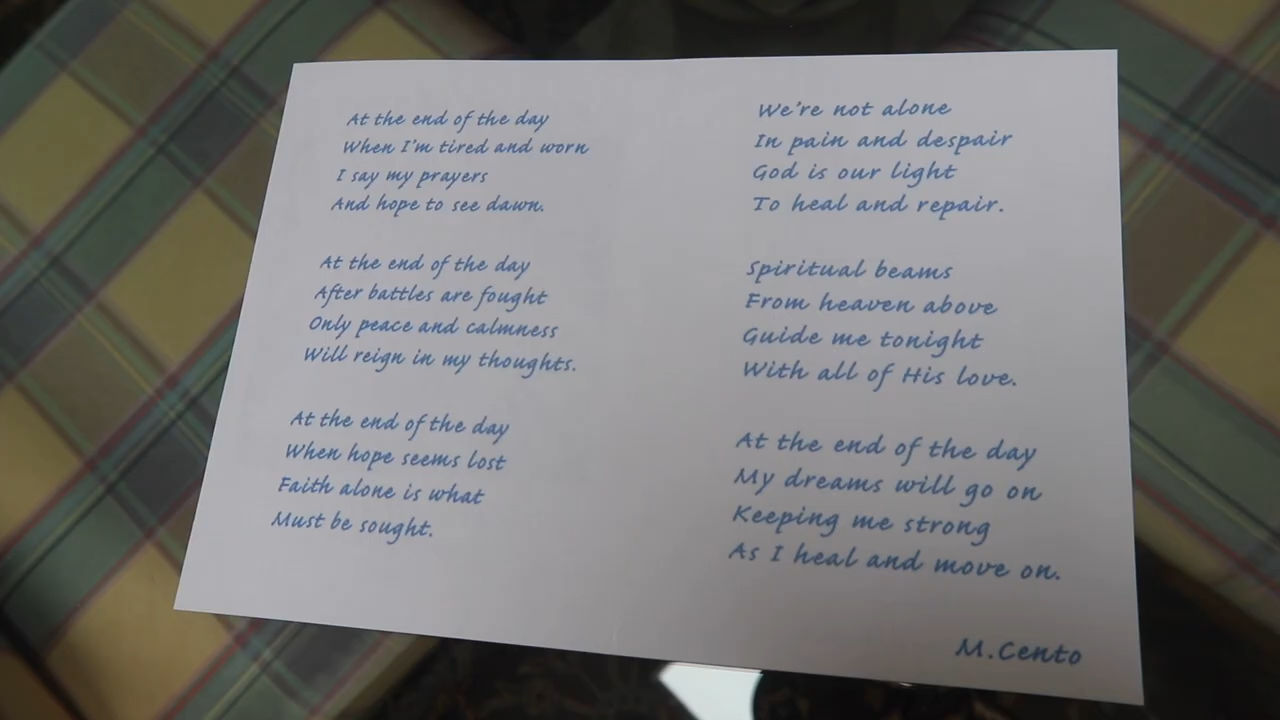 At the end of the day
When I'm tired and worn
I say my prayers
And hope to see dawn.
At the end of the day
After battles are fought
Only peace and calmness
Will reign in my thoughts.
At the end of the day
When hope seems lost
Faith alone is what
Must be sought.
We're not alone
In pain and despair
God is our light
To heal and repair.
Spiritual beams
From heaven above
Guide me tonight
With all of His love.
At the end of the day
My dreams will go on
Keeping me strong
As I heal and move on.
M.Cento